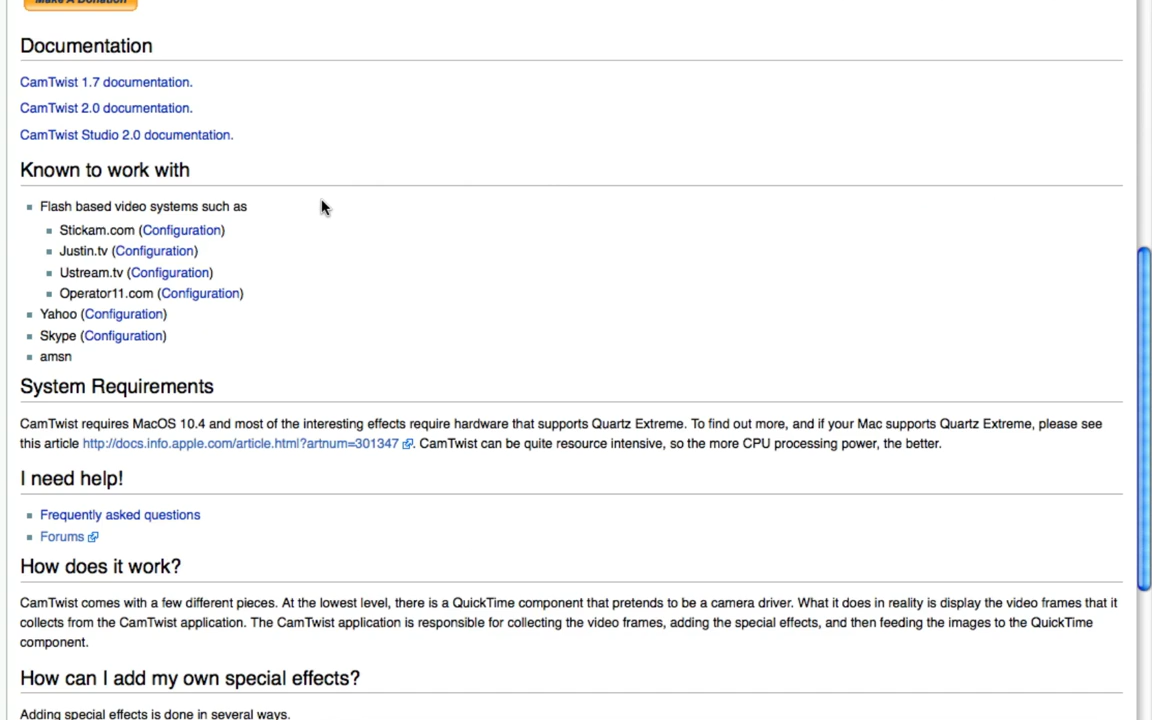 Make A Donation
Documentation
CamTwist 1.7 documentation.
CamTwist 2.0 documentation.
CamTwist Studio 2.0 documentation.
Known to work with
Flash based video systems such as
Stickam.com (Configuration)
Justin.tv (Configuration)
Ustream.tv (Configuration)
Operator11.com (Configuration)
Yahoo (Configuration)
Skype (Configuration)
amsn
System Requirements
CamTwist requires MacOS 10.4 and most of the interesting effects require hardware that supports Quartz Extreme. To find out more, and if your Mac supports Quartz Extreme, please see
this article http://docs.info.apple.com/article.html?artnum=301347. CamTwist can be quite resource intensive, so the more CPU processing power, the better.
I need help!
Frequently asked questions
Forums
How does it work?
CamTwist comes with a few different pieces. At the lowest level, there is a QuickTime component that pretends to be a camera driver. What it does in reality is display the video frames that it
collects from the CamTwist application. The CamTwist application is responsible for collecting the video frames, adding the special effects, and then feeding the images to the QuickTime
component.
How can I add my own special effects?
Adding special effects is done in several ways.